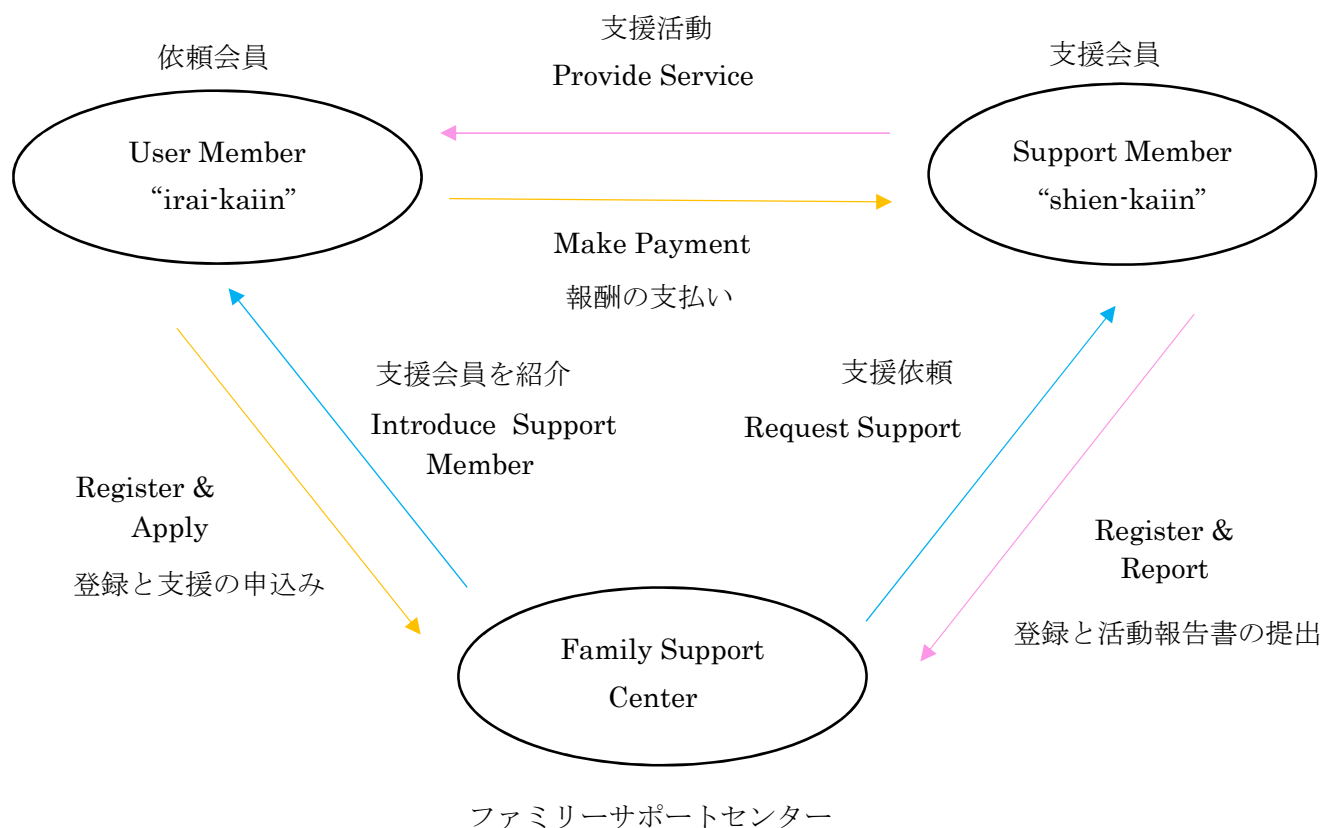 支援活動
Provide Service
依頼会員
User Member
“irai-kaiin”
支援会員
Support Member
“shien-kaiin”
Make Payment
報酬の支払い
支援会員を紹介
Introduce Support
Member
支援依頼
Request Support
Register &
Apply
登録と支援の申込み
Register &
Report
登録と活動報告書の提出
Family Support
Center
ファミリーサポートセンター